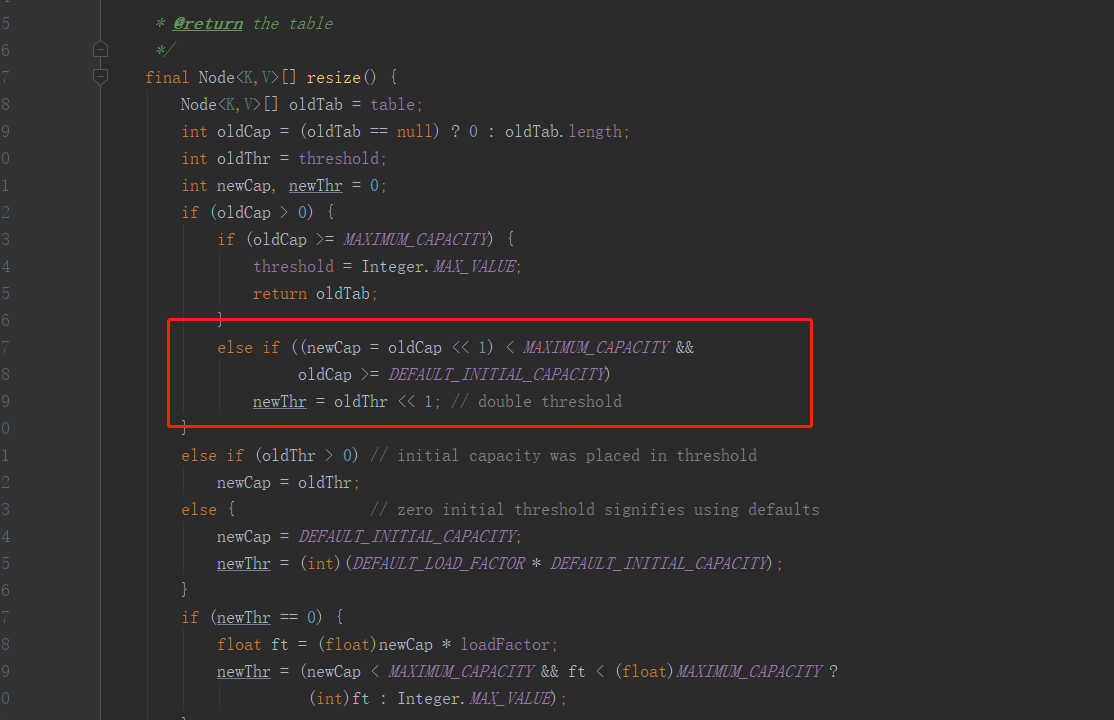 5 * @return the table
6 */
7 final Node<K,V>[] resize() {
8 Node<K,V>[] oldTab = table;
9 int oldCap = (oldTab == null) ? 0 : oldTab.length;
0 int oldThr = threshold;
1 int newCap, newThr = 0;
2 if (oldCap > 0) {
3 if (oldCap >= MAXIMUM_CAPACITY) {
4 threshold = Integer.MAX_VALUE;
5 return oldTab;
6 }
7 else if ((newCap = oldCap << 1) < MAXIMUM_CAPACITY &&
8 oldCap >= DEFAULT_INITIAL_CAPACITY)
9 newThr = oldThr << 1; // double threshold
0 }
1 else if (oldThr > 0) // initial capacity was placed in threshold
2 newCap = oldThr;
3 else { // zero initial threshold signifies using defaults
4 newCap = DEFAULT_INITIAL_CAPACITY;
5 newThr = (int)(DEFAULT_LOAD_FACTOR * DEFAULT_INITIAL_CAPACITY);
6 }
7 if (newThr == 0) {
8 float ft = (float)newCap * loadFactor;
9 newThr = (newCap < MAXIMUM_CAPACITY && ft < (float)MAXIMUM_CAPACITY ?
0 (int)ft : Integer.MAX_VALUE);
}